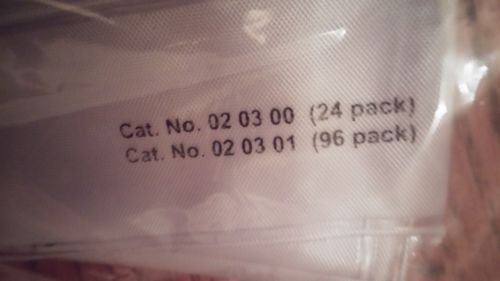 Cat. No. 02 03 00 (24 pack)
Cat. No. 02 03 01 (96 pack)